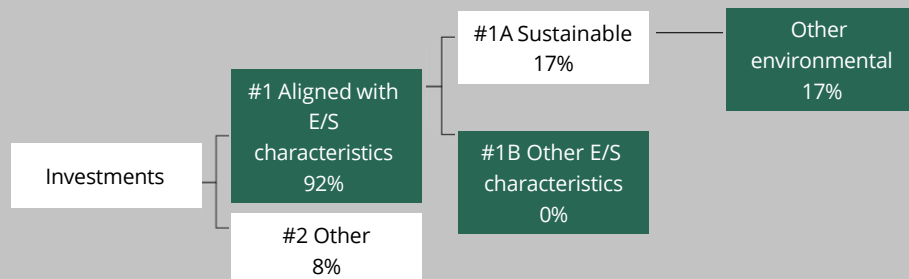 Investments
#1 Aligned with
E/S
characteristics
92%
#2 Other
8%
#1A Sustainable
17%
#1B Other E/S
characteristics
0%
Other
environmental
17%